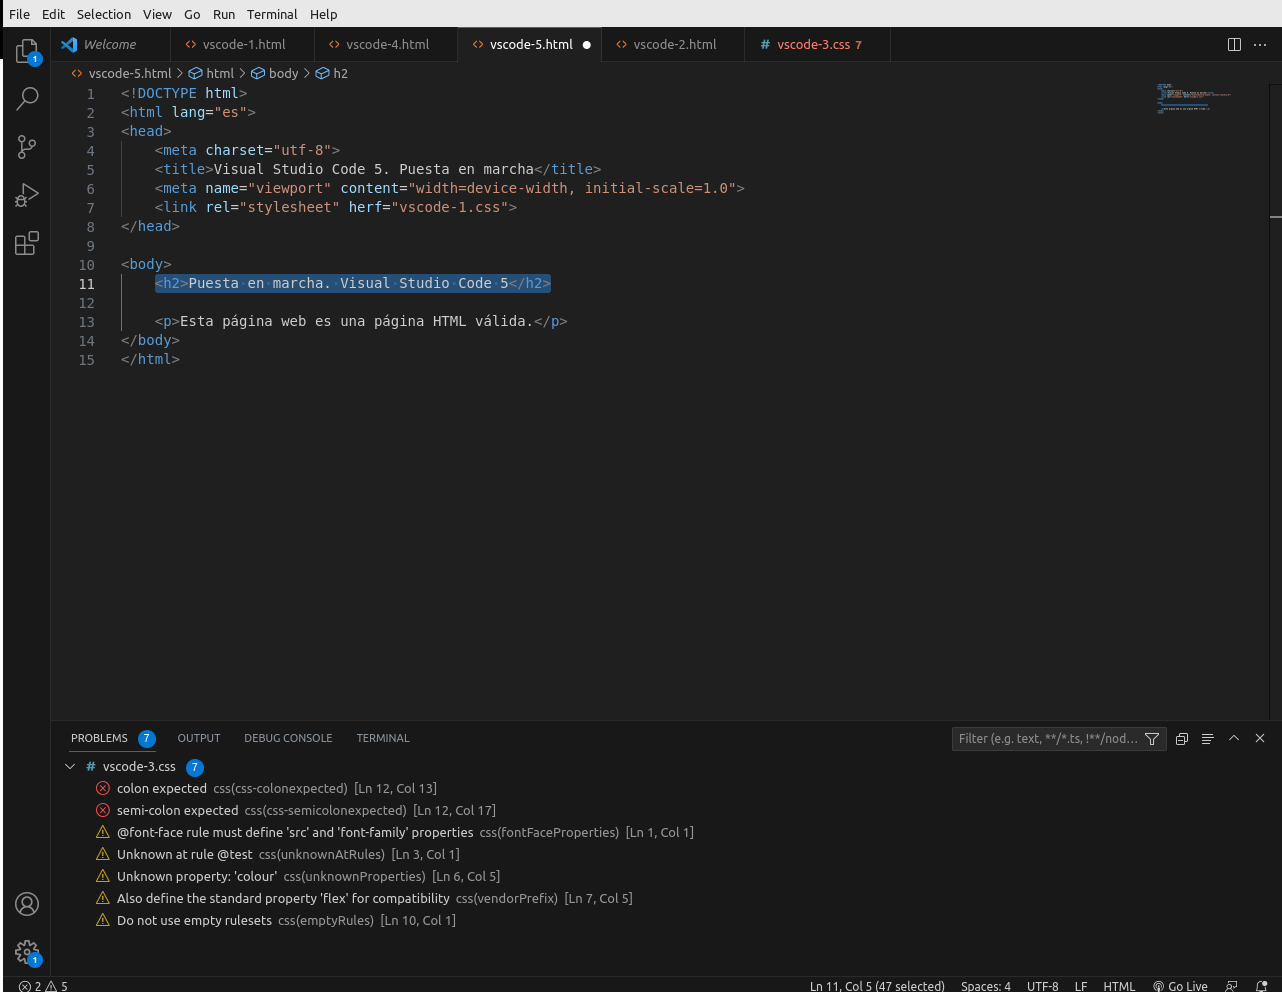 File Edit Selection View Go Run Terminal Help
1 Welcome vscode-1.html vscode-4.html vscode-5.html vscode-2.html # vscode-3.css 7
vscode-5.html > html > body > h2
1 <!DOCTYPE html>
2 <html lang="es">
3 <head>
4 <meta charset="utf-8">
5 <title>Visual Studio Code 5. Puesta en marcha</title>
6 <meta name="viewport" content="width=device-width, initial-scale=1.0">
7 <link rel="stylesheet" herf="vscode-1.css">
8 </head>
9
10 <body>
11 <h2>Puesta en marcha. Visual Studio Code 5</h2>
12
13 <p>Esta página web es una página HTML válida.</p>
14 </body>
15 </html>
PROBLEMS 7 OUTPUT DEBUG CONSOLE TERMINAL Filter (e.g. text, **/*.ts, !**/nod...
# vscode-3.css 7
colon expected css(css-colonexpected) [Ln 12, Col 13]
semi-colon expected css(css-semicolonexpected) [Ln 12, Col 17]
@font-face rule must define 'src' and 'font-family' properties css(fontFaceProperties) [Ln 1, Col 1]
Unknown at rule @test css(unknownAtRules) [Ln 3, Col 1]
Unknown property: 'colour' css(unknownProperties) [Ln 6, Col 5]
Also define the standard property 'flex' for compatibility css(vendorPrefix) [Ln 7, Col 5]
Do not use empty rulesets css(emptyRules) [Ln 10, Col 1]
1
2 5 Ln 11, Col 5 (47 selected) Spaces: 4 UTF-8 LF HTML Go Live